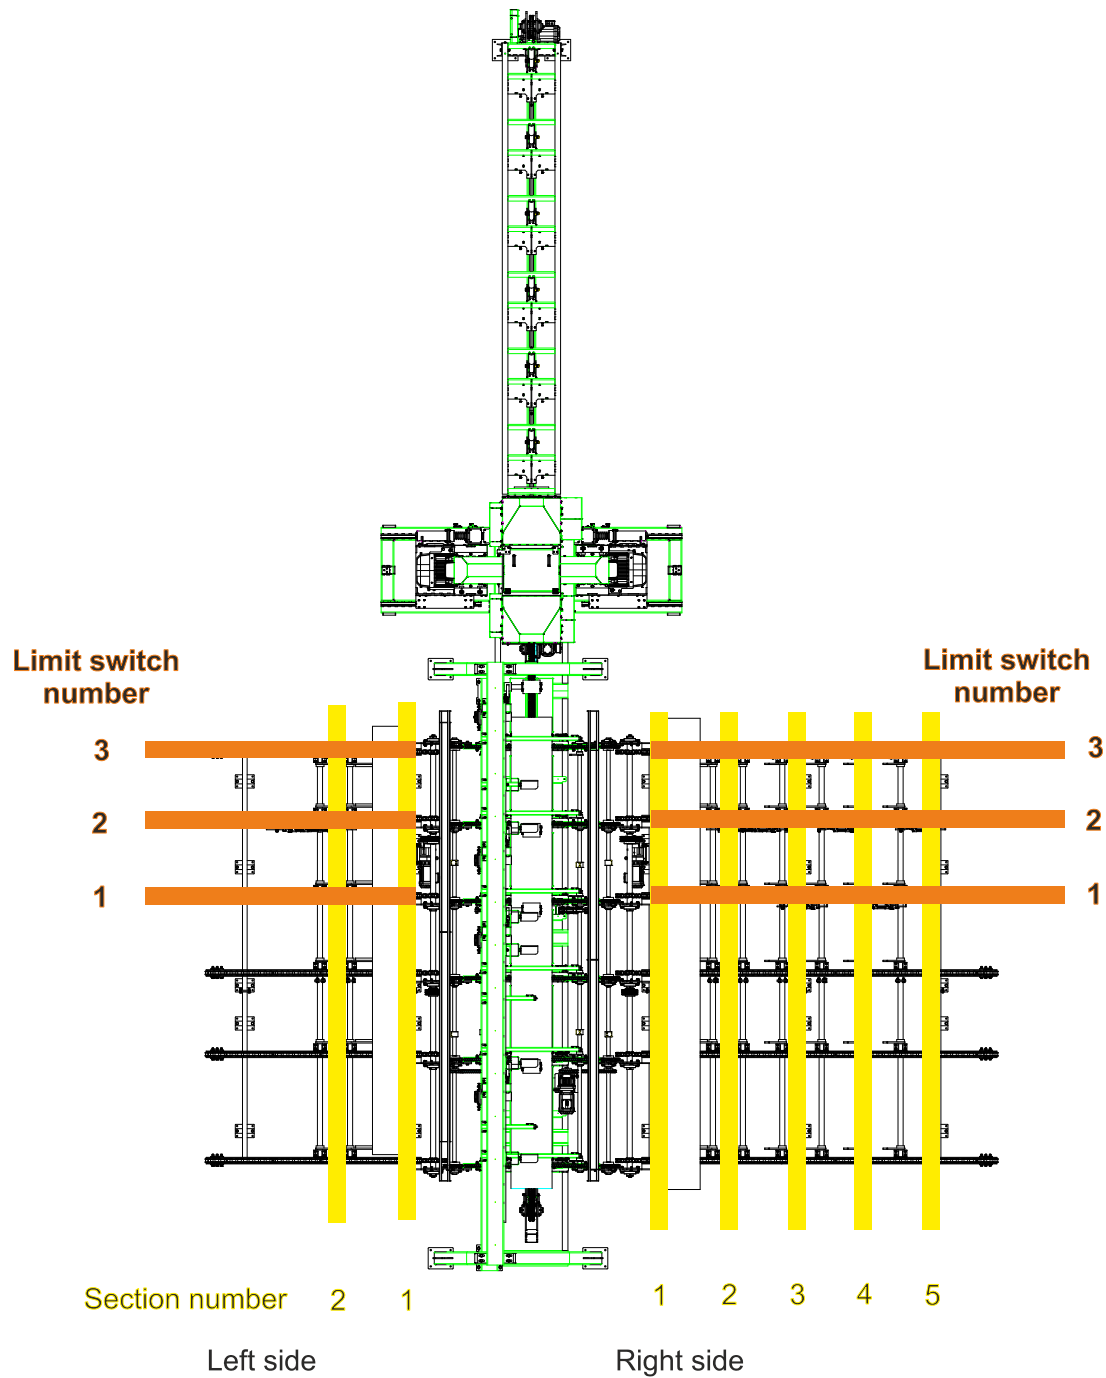 Limit switch
number
Limit switch
number
3
3
2
2
1
1
Section number 2 1
1 2 3 4 5
Left side
Right side